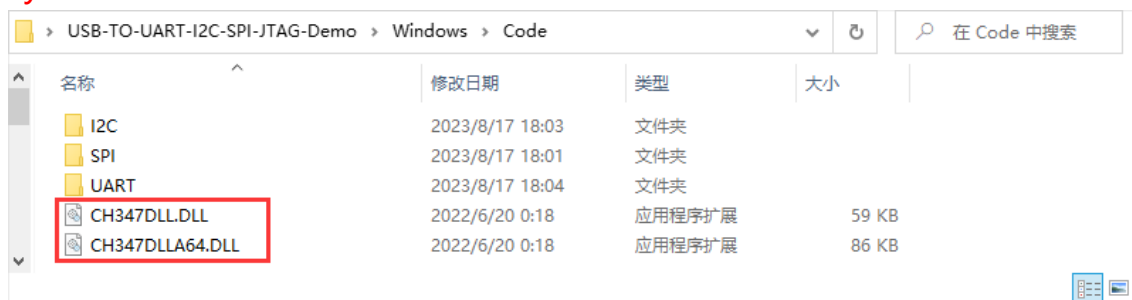 USB-TO-UART-I2C-SPI-JTAG-Demo › Windows › Code 在 Code 中搜索
名称 修改日期 类型 大小
I2C 2023/8/17 18:03 文件夹
SPI 2023/8/17 18:01 文件夹
UART 2023/8/17 18:04 文件夹
CH347DLL.DLL 2022/6/20 0:18 应用程序扩展 59 KB
CH347DLLA64.DLL 2022/6/20 0:18 应用程序扩展 86 KB